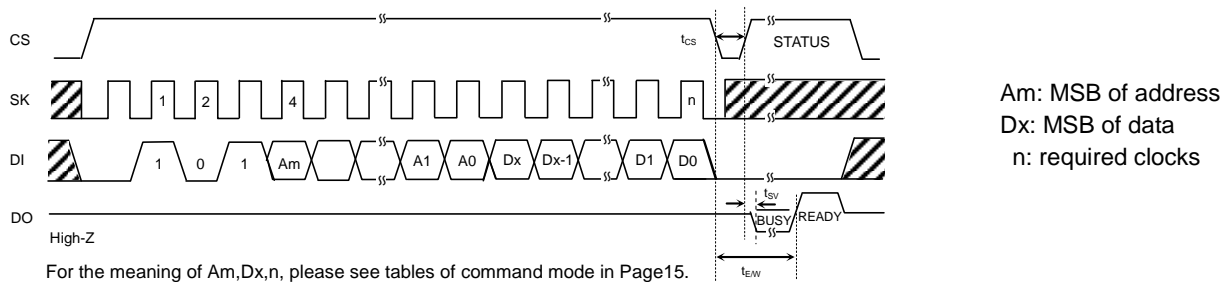 CS
tCS
STATUS
SK
1 2 4 n
DI
1 0 1 Am A1 A0 Dx Dx-1 D1 D0
tSV
DO
BUSY READY
High-Z
tE/W
For the meaning of Am,Dx,n, please see tables of command mode in Page15.
Am: MSB of address
Dx: MSB of data
n: required clocks